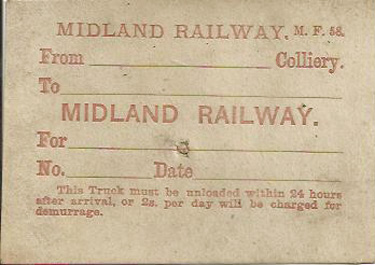 MIDLAND RAILWAY. M. F. 58.
From Colliery.
To
MIDLAND RAILWAY.
For
No. Date
This Truck must be unloaded within 24 hours
after arrival, or 2s. per day will be charged for
demurrage.